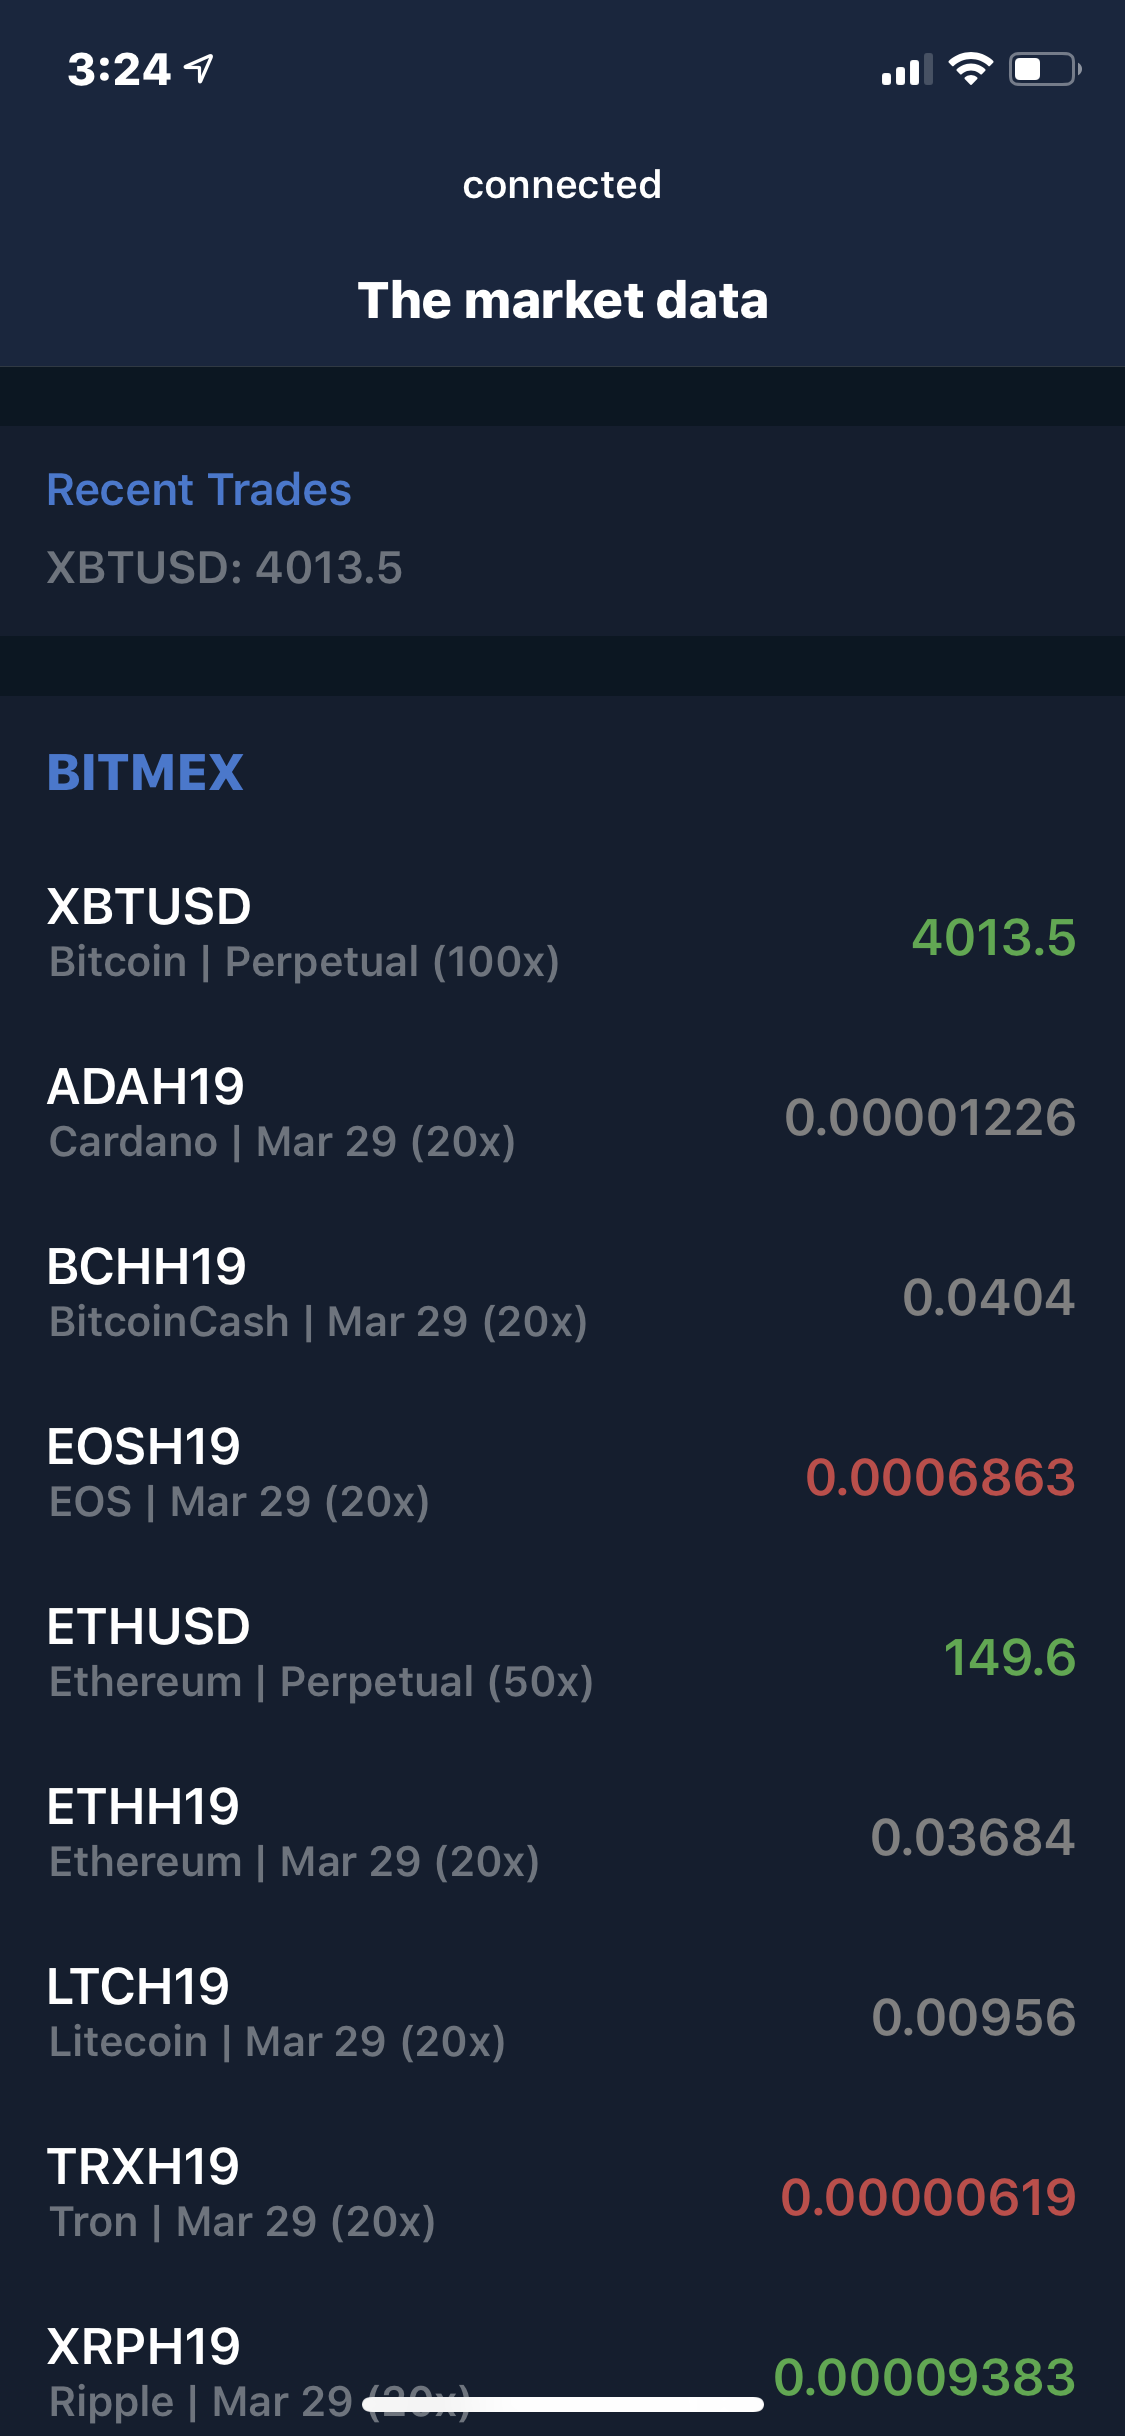 3:24
connected
The market data
Recent Trades
XBTUSD: 4013.5
BITMEX
XBTUSD
Bitcoin | Perpetual (100x)
4013.5
ADAH19
Cardano | Mar 29 (20x)
0.00001226
BCHH19
BitcoinCash | Mar 29 (20x)
0.0404
EOSH19
EOS | Mar 29 (20x)
0.0006863
ETHUSD
Ethereum | Perpetual (50x)
149.6
ETHH19
Ethereum | Mar 29 (20x)
0.03684
LTCH19
Litecoin | Mar 29 (20x)
0.00956
TRXH19
Tron | Mar 29 (20x)
0.00000619
XRPH19
Ripple | Mar 29 (20x)
0.00009383